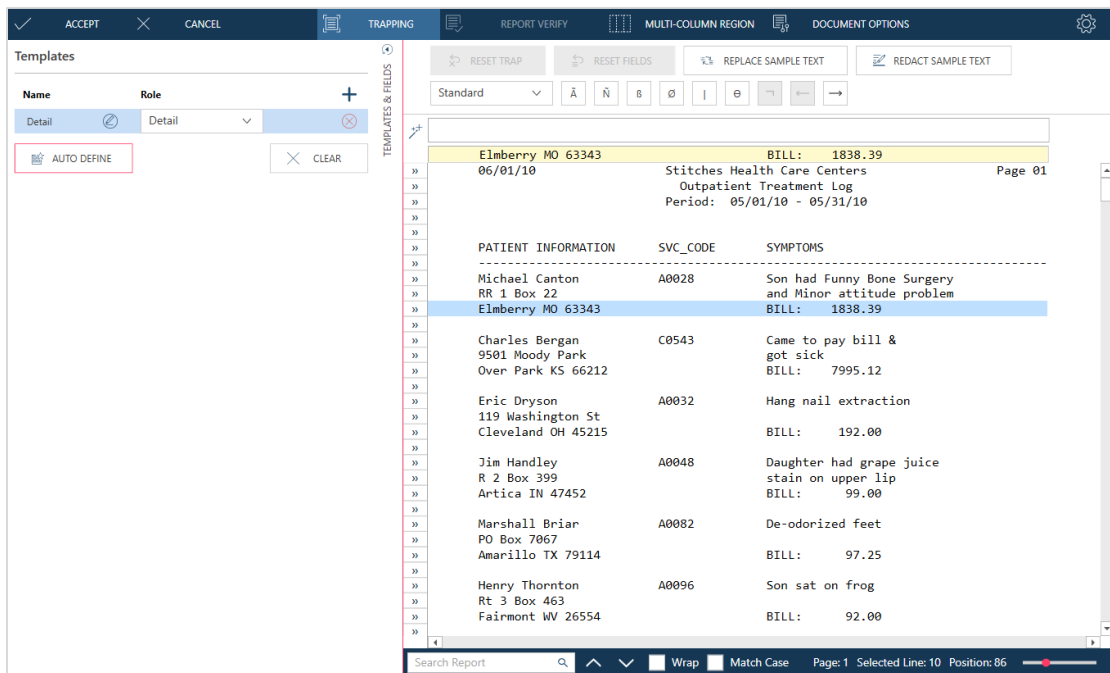 ACCEPT CANCEL TRAPPING REPORT VERIFY MULTI-COLUMN REGION DOCUMENT OPTIONS
Templates
Name Role
Detail Detail
AUTO DEFINE CLEAR
TEMPLATES & FIELDS
RESET TRAP RESET FIELDS REPLACE SAMPLE TEXT REDACT SAMPLE TEXT
Standard Ã Ñ ß Ø | ɵ ¬ ← →
Elmberry MO 63343 BILL: 1838.39
» 06/01/10 Stitches Health Care Centers Page 01
» Outpatient Treatment Log
» Period: 05/01/10 - 05/31/10
»
»
» PATIENT INFORMATION SVC_CODE SYMPTOMS
» -------------------------------------------------------------------------------
» Michael Canton A0028 Son had Funny Bone Surgery
» RR 1 Box 22 and Minor attitude problem
» Elmberry MO 63343 BILL: 1838.39
»
» Charles Bergan C0543 Came to pay bill &
» 9501 Moody Park got sick
» Over Park KS 66212 BILL: 7995.12
»
» Eric Dryson A0032 Hang nail extraction
» 119 Washington St
» Cleveland OH 45215 BILL: 192.00
»
» Jim Handley A0048 Daughter had grape juice
» R 2 Box 399 stain on upper lip
» Artica IN 47452 BILL: 99.00
»
» Marshall Briar A0082 De-odorized feet
» PO Box 7067
» Amarillo TX 79114 BILL: 97.25
»
» Henry Thornton A0096 Son sat on frog
» Rt 3 Box 463
» Fairmont WV 26554 BILL: 92.00
»
Search Report Wrap Match Case Page: 1 Selected Line: 10 Position: 86